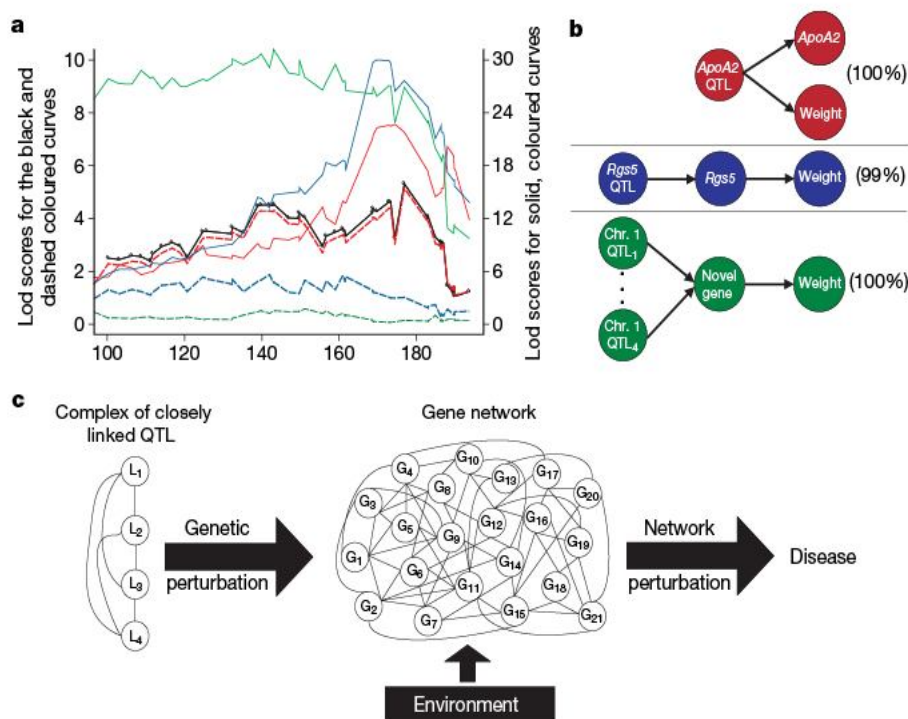 a
Lod scores for the black and
dashed coloured curves
10
8
6
4
2
0
100
120
140
160
180
30
24
18
12
6
0
Lod scores for solid, coloured curves
b
ApoA2
QTL
ApoA2
Weight
(100%)
Rgs5
QTL
Rgs5
Weight
(99%)
Chr. 1
QTL1
Chr. 1
QTL4
Novel
gene
Weight
(100%)
c
Complex of closely
linked QTL
L1
L2
L3
L4
Genetic
perturbation
Gene network
G10
G4
G13
G17
G8
G20
G3
G12
G16
G5
G9
G19
G1
G6
G14
G11
G18
G2
G7
G15
G21
Network
perturbation
Disease
Environment